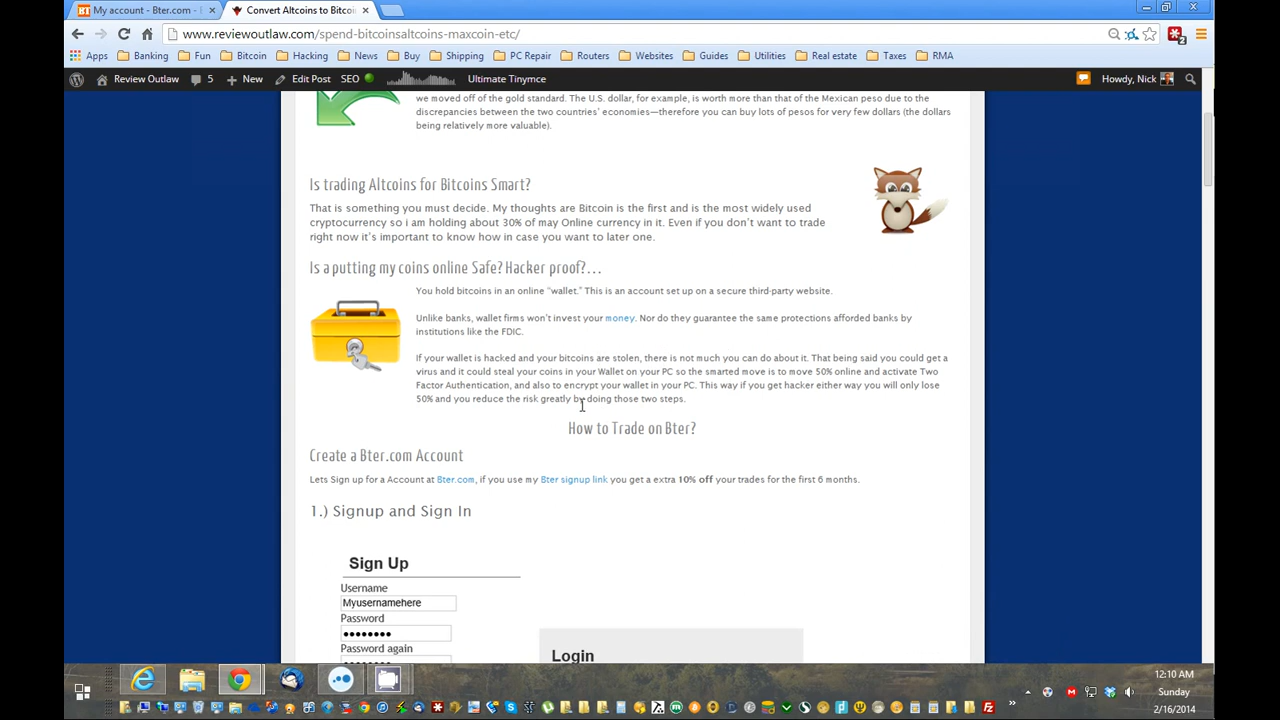 My account - Bter.com -
Convert Altcoins to Bitcoi
www.reviewoutlaw.com/spend-bitcoinsaltcoins-maxcoin-etc/
Apps Banking Fun Bitcoin Hacking News Buy Shipping PC Repair Routers Websites Guides Utilities Real estate Taxes RMA
Review Outlaw 5 New Edit Post SEO Ultimate Tinymce Howdy, Nick
we moved off of the gold standard. The U.S. dollar, for example, is worth more than that of the Mexican peso due to the
discrepancies between the two countries' economies—therefore you can buy lots of pesos for very few dollars (the dollars
being relatively more valuable).
Is trading Altcoins for Bitcoins Smart?
That is something you must decide. My thoughts are Bitcoin is the first and is the most widely used
cryptocurrency so i am holding about 30% of may Online currency in it. Even if you don't want to trade
right now it's important to know how in case you want to later one.
Is a putting my coins online Safe? Hacker proof?...
You hold bitcoins in an online "wallet." This is an account set up on a secure third-party website.
Unlike banks, wallet firms won't invest your money. Nor do they guarantee the same protections afforded banks by
institutions like the FDIC.
If your wallet is hacked and your bitcoins are stolen, there is not much you can do about it. That being said you could get a
virus and it could steal your coins in your Wallet on your PC so the smarted move is to move 50% online and activate Two
Factor Authentication, and also to encrypt your wallet in your PC. This way if you get hacker either way you will only lose
50% and you reduce the risk greatly by doing those two steps.
How to Trade on Bter?
Create a Bter.com Account
Lets Sign up for a Account at Bter.com, if you use my Bter signup link you get a extra 10% off your trades for the first 6 months.
1.) Signup and Sign In
Sign Up
Username
Myusernamehere
Password
Password again
Login
12:10 AM
Sunday
2/16/2014